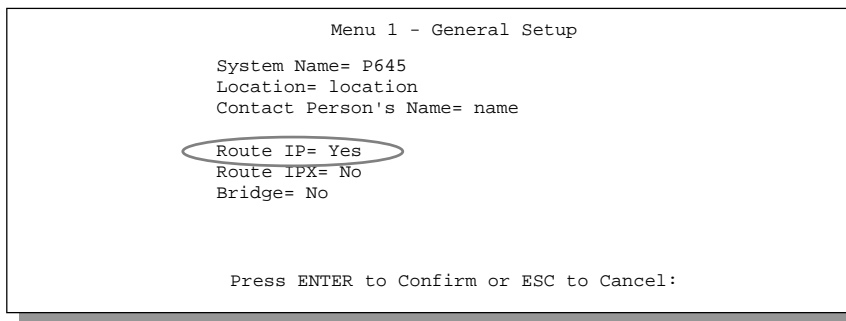 Menu 1 - General Setup
System Name= P645
Location= location
Contact Person's Name= name
Route IP= Yes
Route IPX= No
Bridge= No
Press ENTER to Confirm or ESC to Cancel: